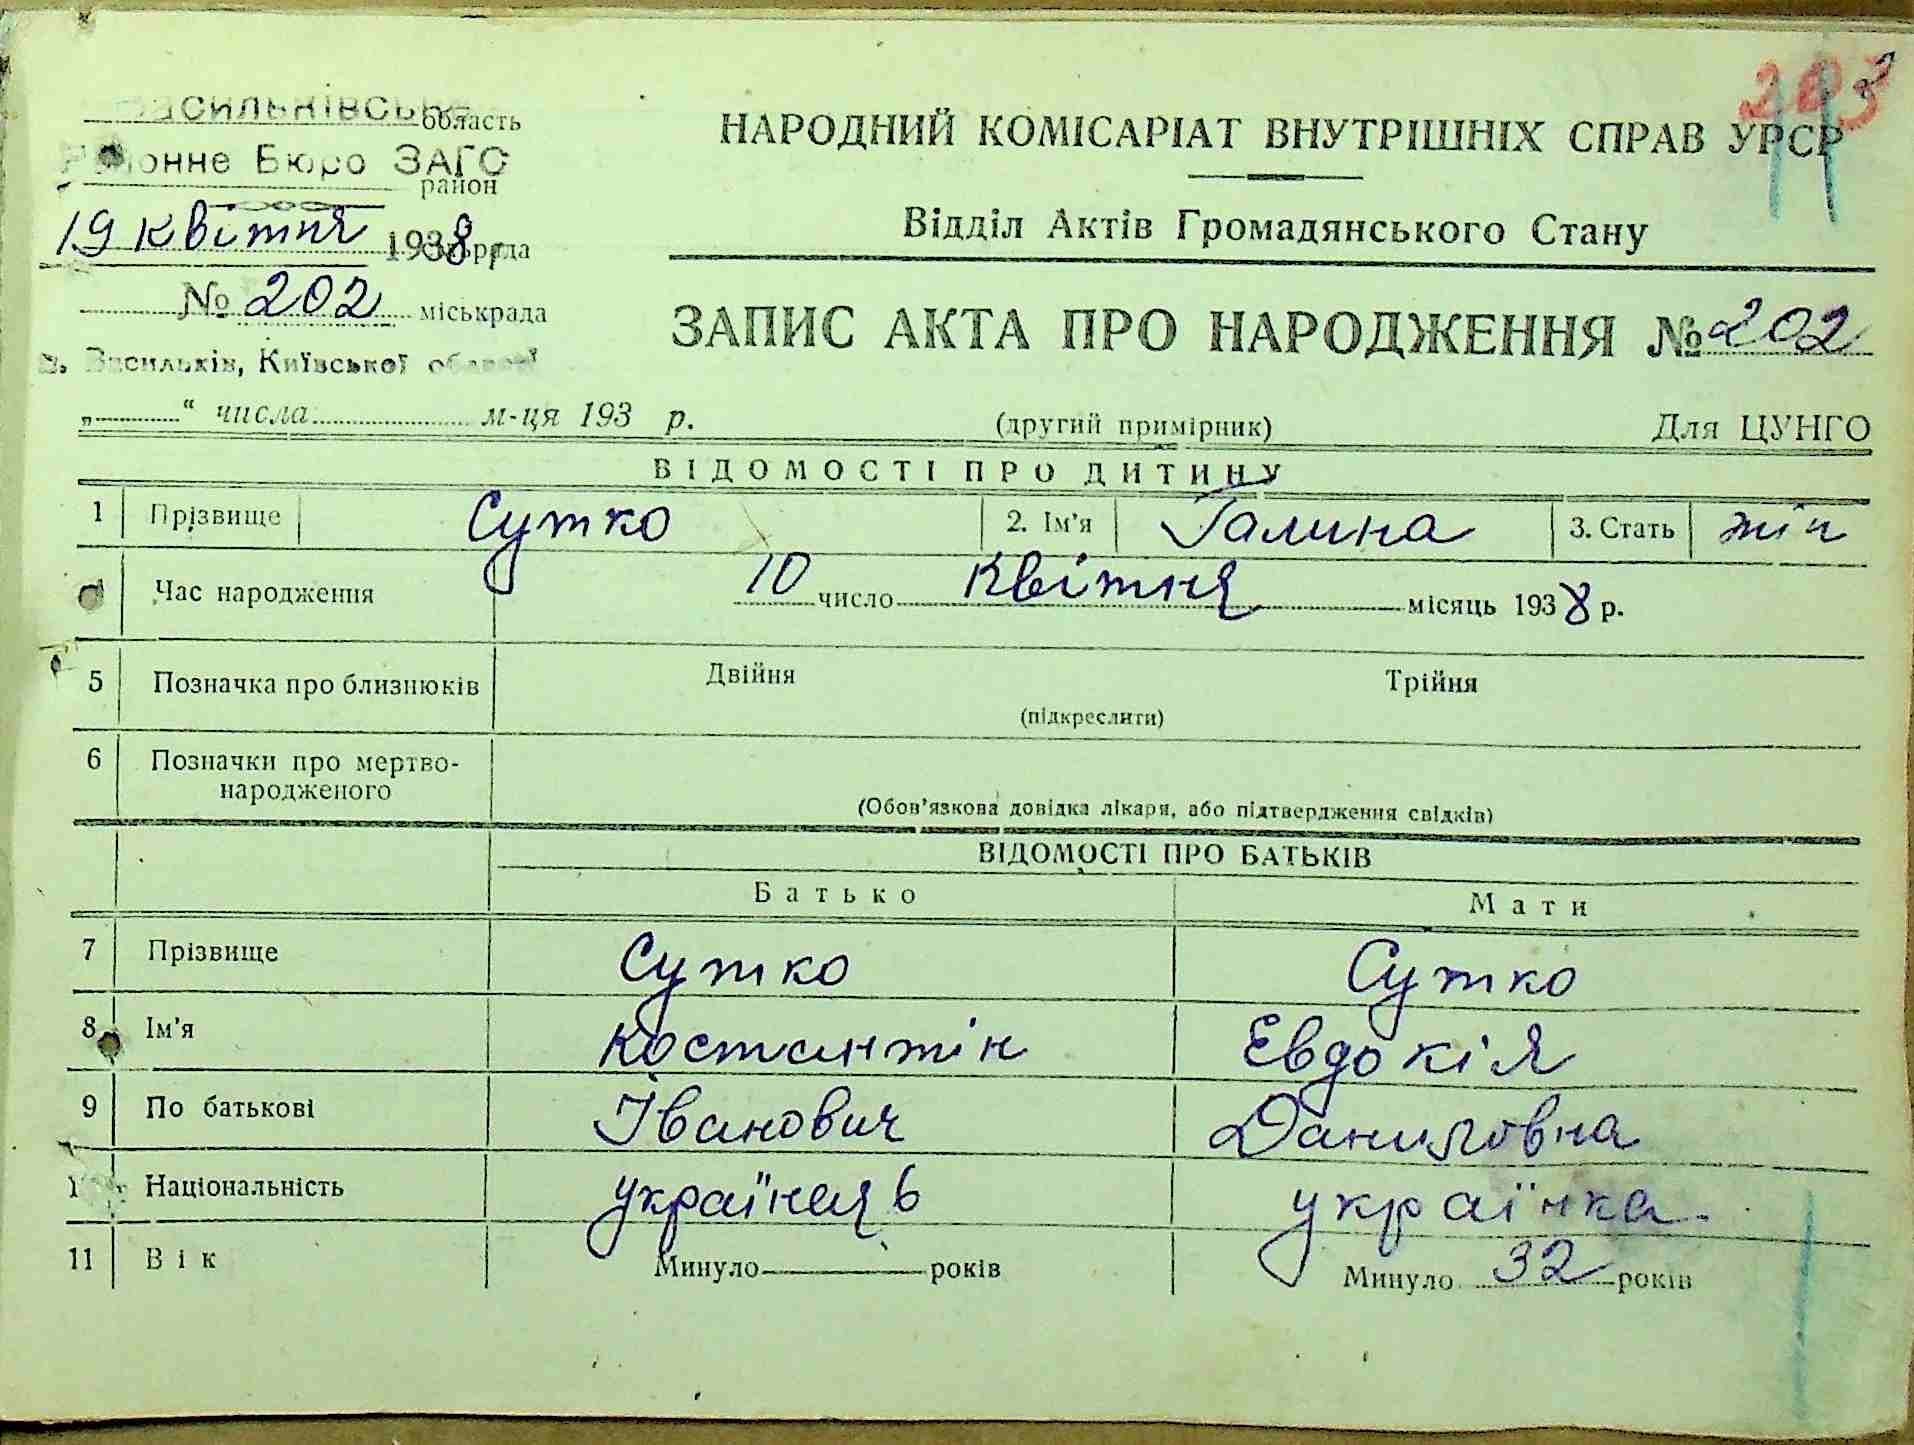 Васильківське
область
Районне Бюро ЗАГС
район
19 квітня 1938 р
сільрада
№ 202 міськрада
м. Васильків, Київської області
„ “ числа м-ця 193 р.
НАРОДНИЙ КОМІСАРІАТ ВНУТРІШНІХ СПРАВ УРСР
Відділ Актів Громадянського Стану
ЗАПИС АКТА ПРО НАРОДЖЕННЯ № 202
(другий примірник) Для ЦУНГО
ВІДОМОСТІ ПРО ДИТИНУ
1 Прізвище Сутко 2. Ім'я Галина 3. Стать жін
Час народження 10 число квітня місяць 1938 р.
5 Позначка про близнюків Двійня Трійня
(підкреслити)
6 Позначки про мертво-
народженого
(Обов'язкова довідка лікаря, або підтвердження свідків)
ВІДОМОСТІ ПРО БАТЬКІВ
Батько Мати
7 Прізвище Сутко Сутко
8 Ім'я Костантін Евдокія
9 По батькові Іванович Даниловна
Національність українець українка
11 Вік Минуло років Минуло 32 років